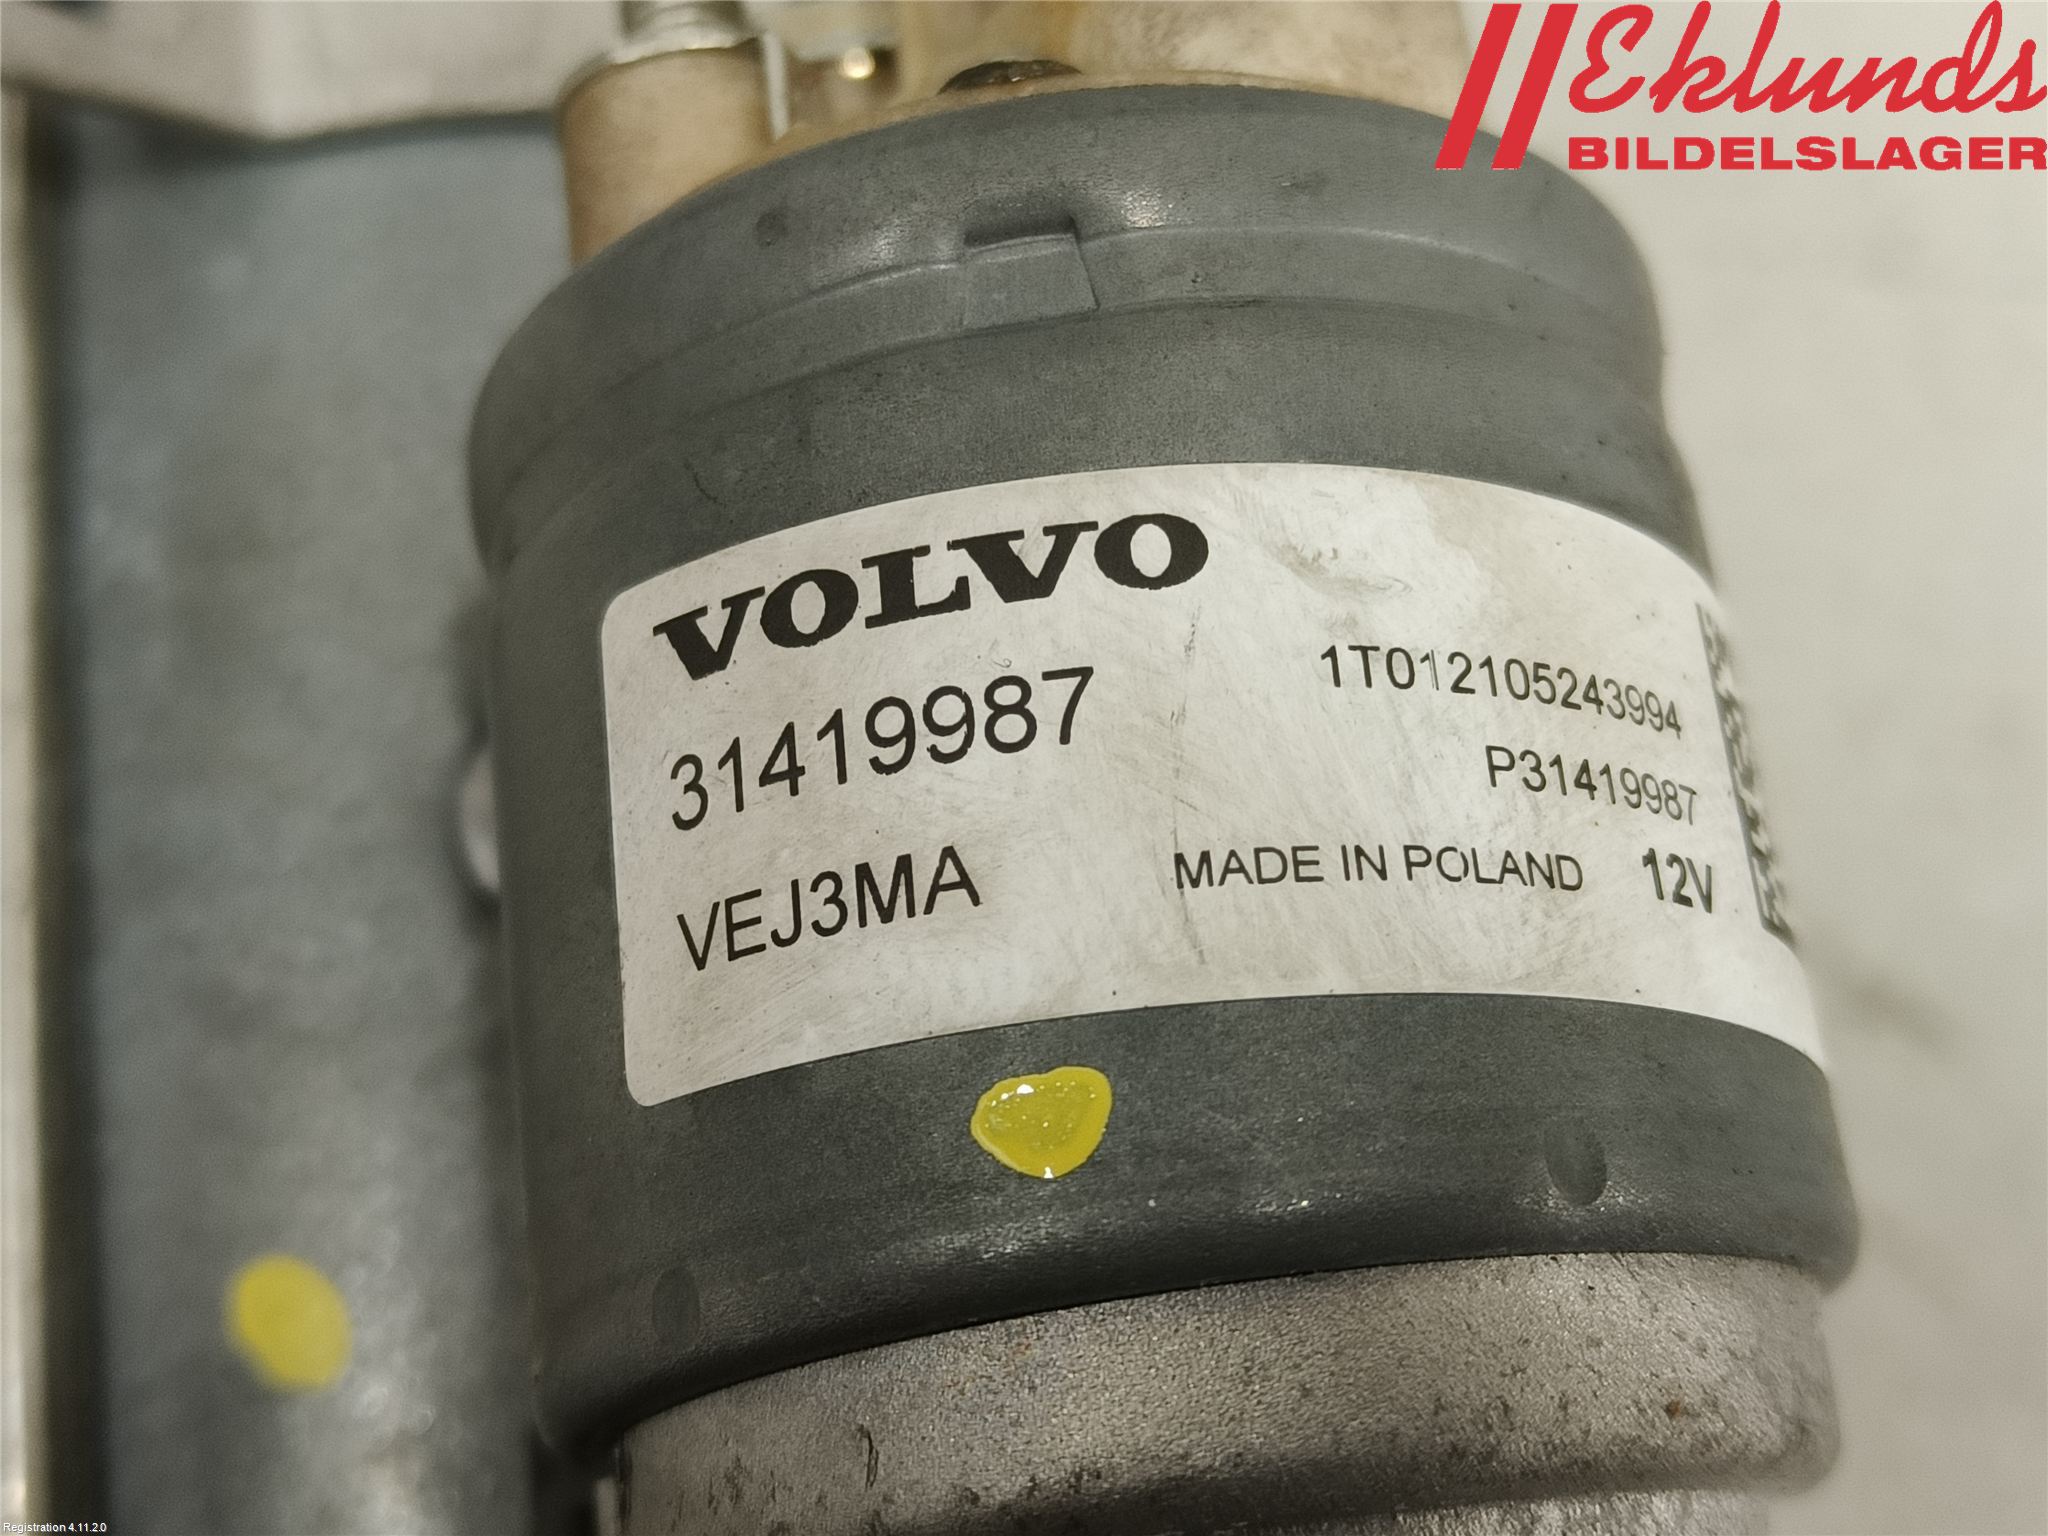 Eklunds
BILDELSLAGER
VOLVO
31419987
VEJ3MA
1T012105243994
P31419987
MADE IN POLAND 12V
Registration 4.11.2.0